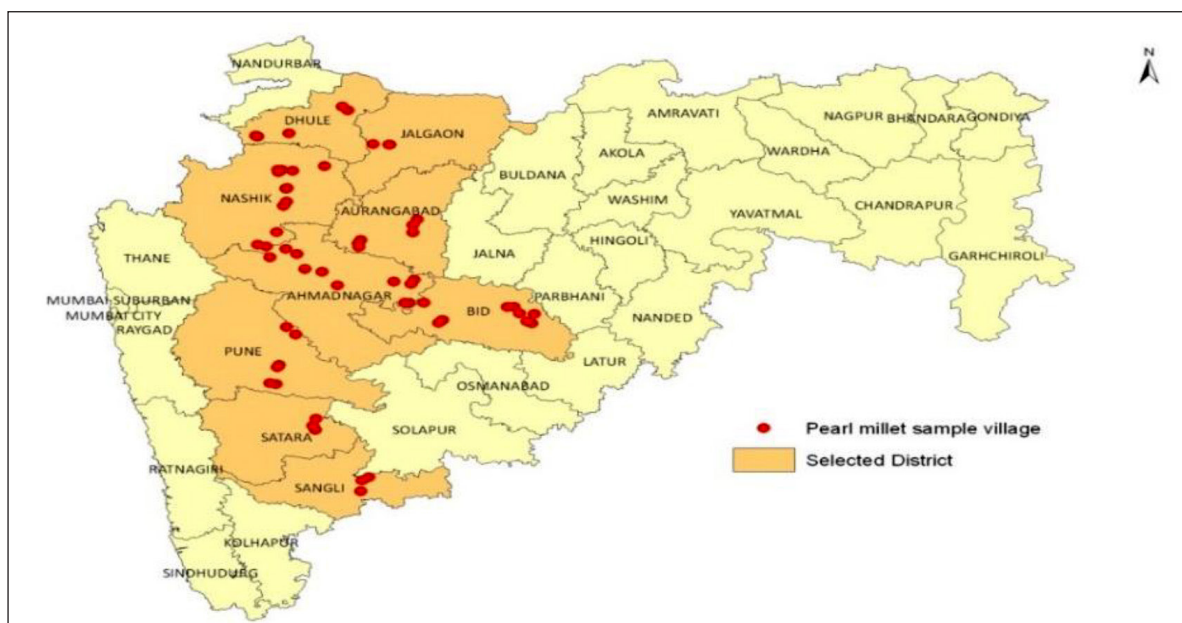 N
NANDURBAR
DHULE
JALGAON
AMRAVATI
NAGPUR
BHANDARA
GONDIYA
AKOLA
WARDHA
BULDANA
WASHIM
NASHIK
AURANGABAD
YAVATMAL
CHANDRAPUR
THANE
JALNA
HINGOLI
GARHCHIROLI
MUMBAI SUBURBAN
MUMBAI CITY
RAYGAD
AHMADNAGAR
BID
PARBHANI
NANDED
PUNE
LATUR
OSMANABAD
SATARA
SOLAPUR
Pearl millet sample village
Selected District
RATNAGIRI
SANGLI
KOLHAPUR
SINDHUDURG